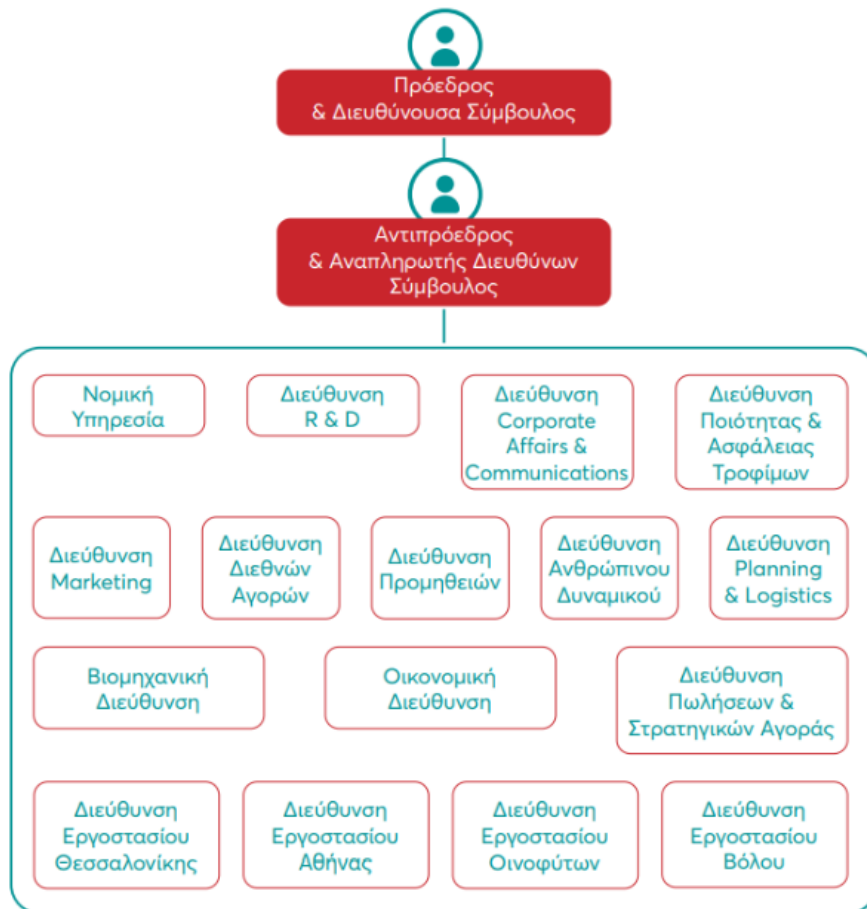 Πρόεδρος
& Διευθύνουσα Σύμβουλος
Αντιπρόεδρος
& Αναπληρωτής Διευθύνων
Σύμβουλος
Νομική
Υπηρεσία
Διεύθυνση
R & D
Διεύθυνση
Corporate
Affairs &
Communications
Διεύθυνση
Ποιότητας &
Ασφάλειας
Τροφίμων
Διεύθυνση
Marketing
Διεύθυνση
Διεθνών
Αγορών
Διεύθυνση
Προμηθειών
Διεύθυνση
Ανθρώπινου
Δυναμικού
Διεύθυνση
Planning
& Logistics
Βιομηχανική
Διεύθυνση
Οικονομική
Διεύθυνση
Διεύθυνση
Πωλήσεων &
Στρατηγικών Αγοράς
Διεύθυνση
Εργοστασίου
Θεσσαλονίκης
Διεύθυνση
Εργοστασίου
Αθήνας
Διεύθυνση
Εργοστασίου
Οινοφύτων
Διεύθυνση
Εργοστασίου
Βόλου